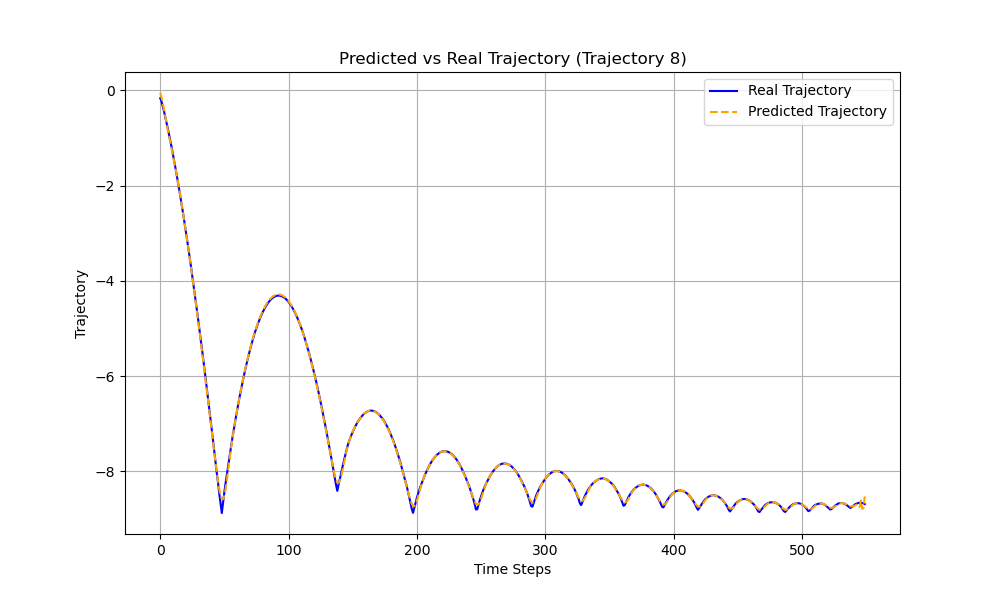 Predicted vs Real Trajectory (Trajectory 8)
Real Trajectory
Predicted Trajectory
0
−2
−4
−6
−8
Trajectory
0 100 200 300 400 500
Time Steps